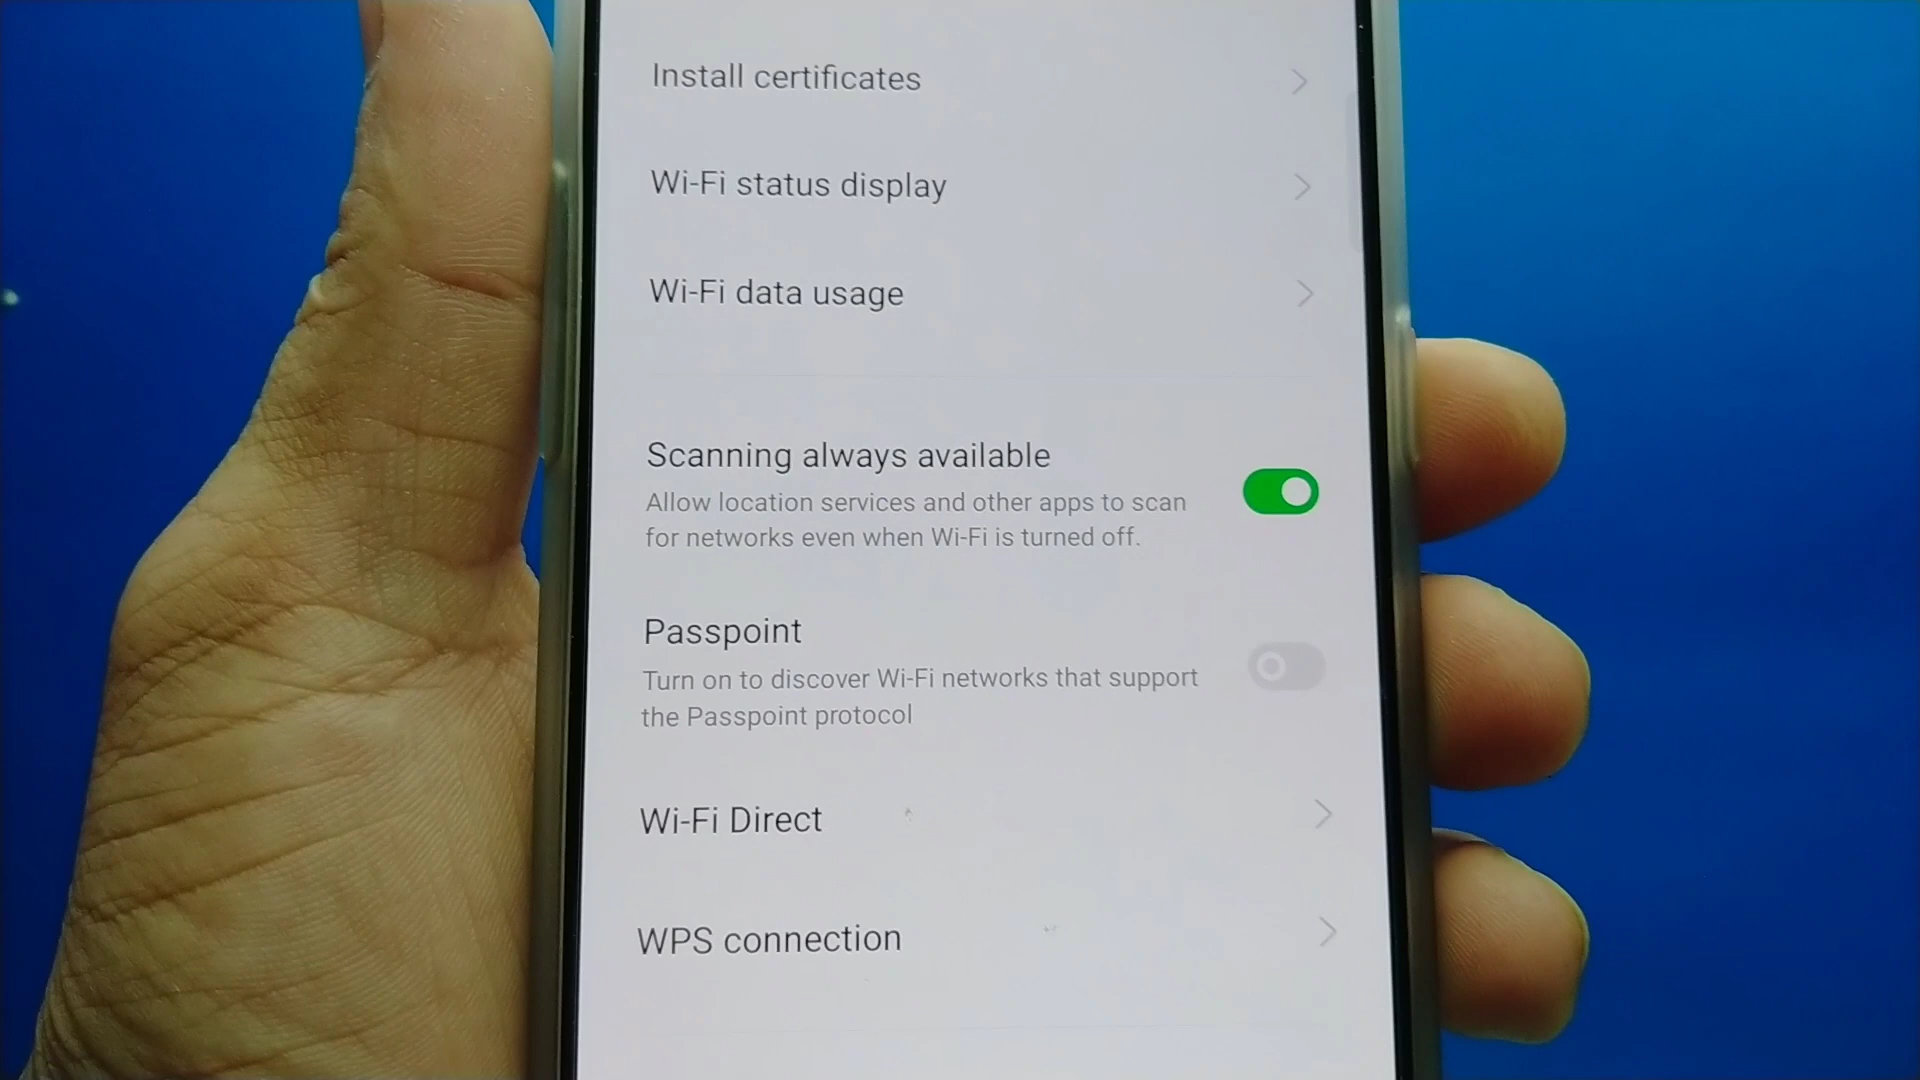 Install certificates
Wi-Fi status display
Wi-Fi data usage
Scanning always available
Allow location services and other apps to scan
for networks even when Wi-Fi is turned off.
Passpoint
Turn on to discover Wi-Fi networks that support
the Passpoint protocol
Wi-Fi Direct
WPS connection